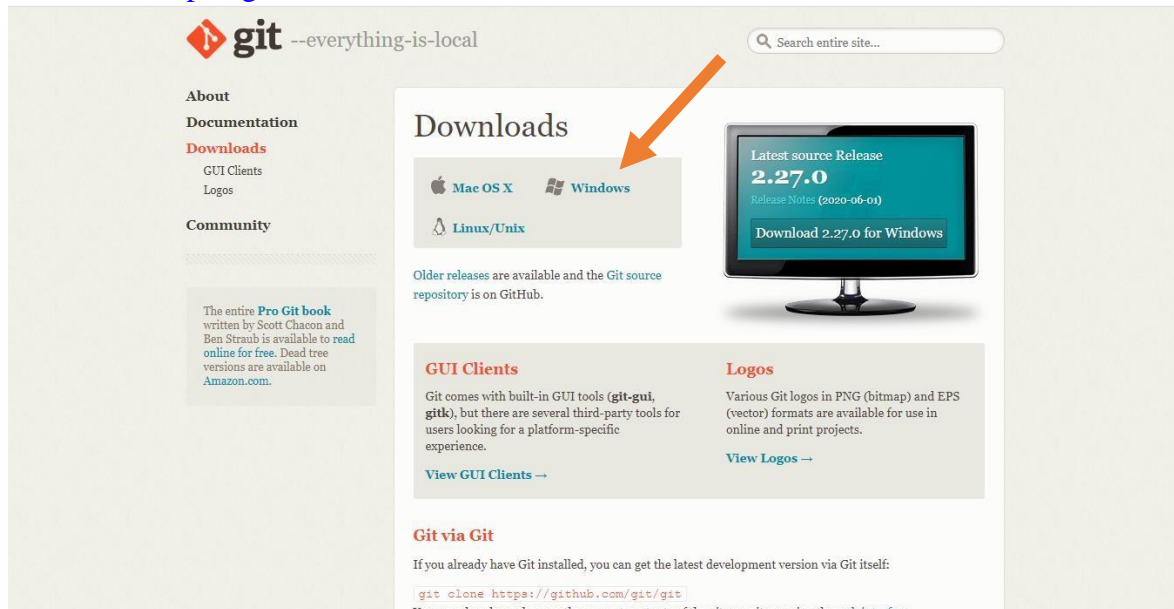 git --everything-is-local
Search entire site...
About
Documentation
Downloads
GUI Clients
Logos
Community
The entire Pro Git book
written by Scott Chacon and
Ben Straub is available to read
online for free. Dead tree
versions are available on
Amazon.com.
Downloads
Mac OS X
Windows
Linux/Unix
Older releases are available and the Git source
repository is on GitHub.
Latest source Release
2.27.0
Release Notes (2020-06-01)
Download 2.27.0 for Windows
GUI Clients
Git comes with built-in GUI tools (git-gui,
gitk), but there are several third-party tools for
users looking for a platform-specific
experience.
View GUI Clients →
Logos
Various Git logos in PNG (bitmap) and EPS
(vector) formats are available for use in
online and print projects.
View Logos →
Git via Git
If you already have Git installed, you can get the latest development version via Git itself:
git clone https://github.com/git/git